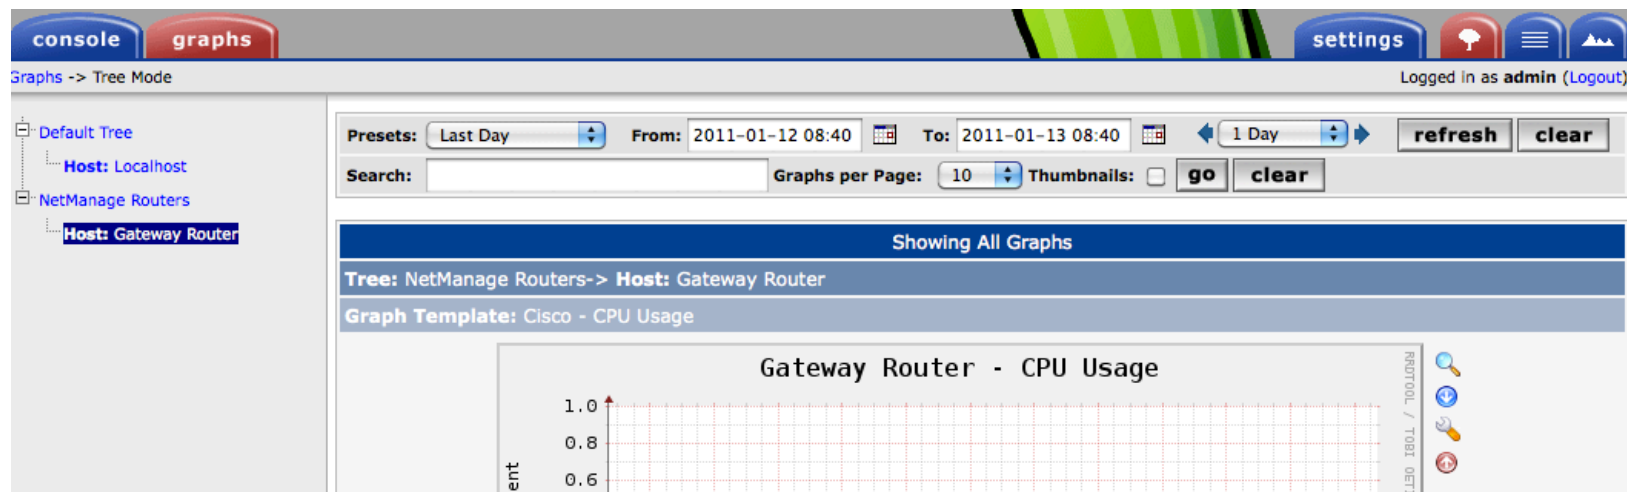 console graphs settings
Graphs -> Tree Mode Logged in as admin (Logout)
Default Tree
Host: Localhost
NetManage Routers
Host: Gateway Router
Presets: Last Day From: 2011-01-12 08:40 To: 2011-01-13 08:40 1 Day refresh clear
Search: Graphs per Page: 10 Thumbnails: go clear
Showing All Graphs
Tree: NetManage Routers-> Host: Gateway Router
Graph Template: Cisco - CPU Usage
Gateway Router - CPU Usage
1.0
0.8
0.6
RRDTOOL / TOBI